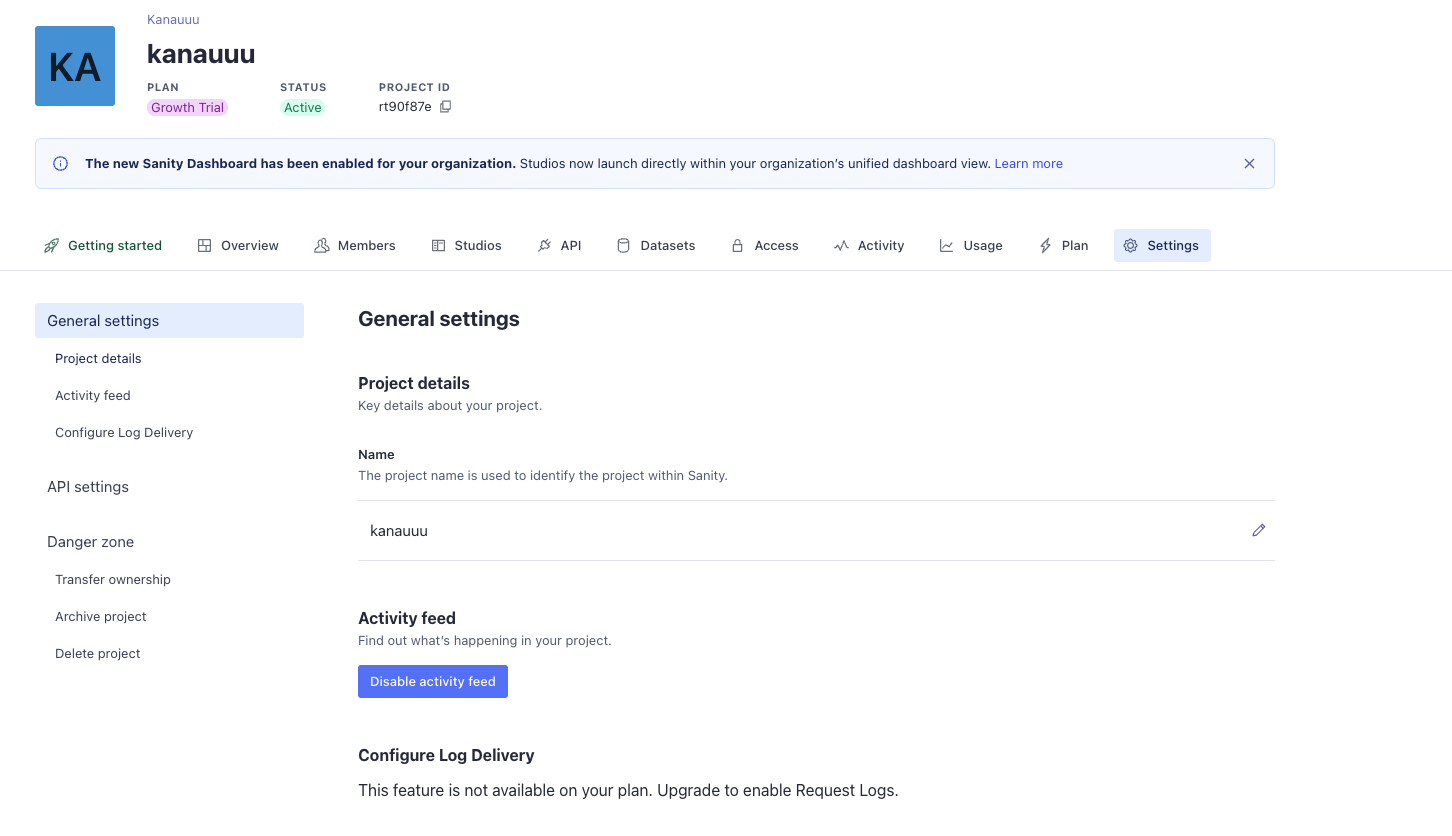 Kanauuu
KA
kanauuu
PLAN STATUS PROJECT ID
Growth Trial Active rt90f87e
The new Sanity Dashboard has been enabled for your organization. Studios now launch directly within your organization’s unified dashboard view. Learn more
Getting started Overview Members Studios API Datasets Access Activity Usage Plan Settings
General settings
Project details
Activity feed
Configure Log Delivery
API settings
Danger zone
Transfer ownership
Archive project
Delete project
General settings
Project details
Key details about your project.
Name
The project name is used to identify the project within Sanity.
kanauuu
Activity feed
Find out what’s happening in your project.
Disable activity feed
Configure Log Delivery
This feature is not available on your plan. Upgrade to enable Request Logs.